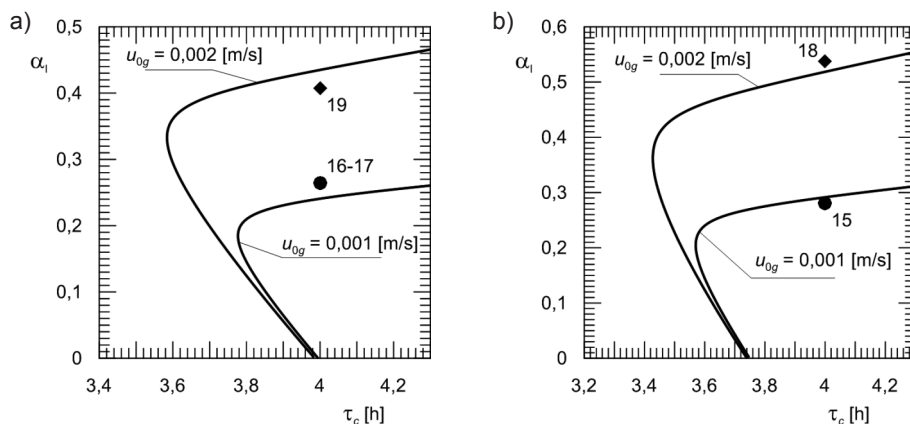 a)
0,5
α_l
u_0g = 0,002 [m/s]
0,4
19
0,3
16-17
0,2
u_0g = 0,001 [m/s]
0,1
0
3,4 3,6 3,8 4 4,2
τ_c [h]
b)
0,6
α_l
18
0,5
u_0g = 0,002 [m/s]
0,4
0,3
15
0,2
u_0g = 0,001 [m/s]
0,1
0
3,2 3,4 3,6 3,8 4 4,2
τ_c [h]